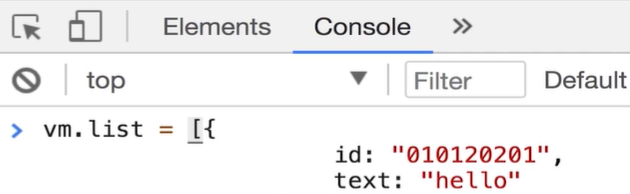 Elements Console »
top ▼ Filter Default
> vm.list = [{
id: "010120201",
text: "hello"